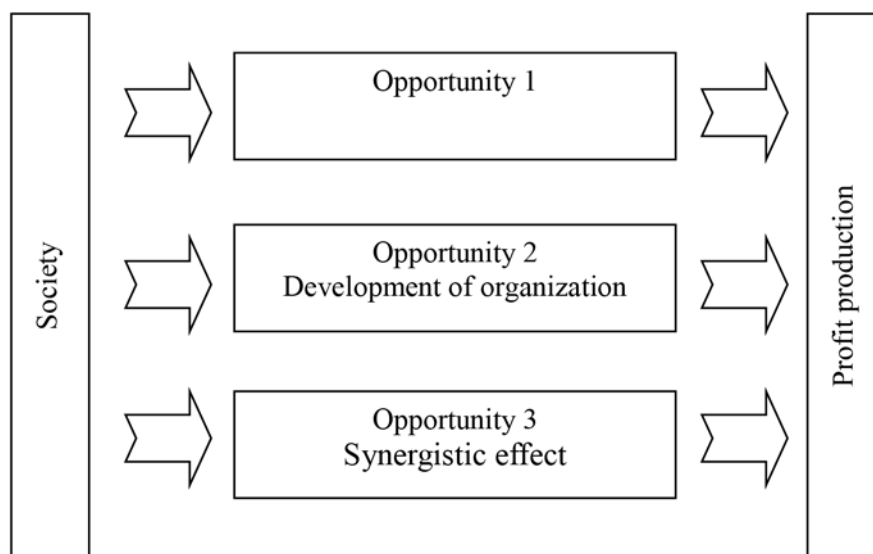 Society
Opportunity 1
Opportunity 2
Development of organization
Opportunity 3
Synergistic effect
Profit production